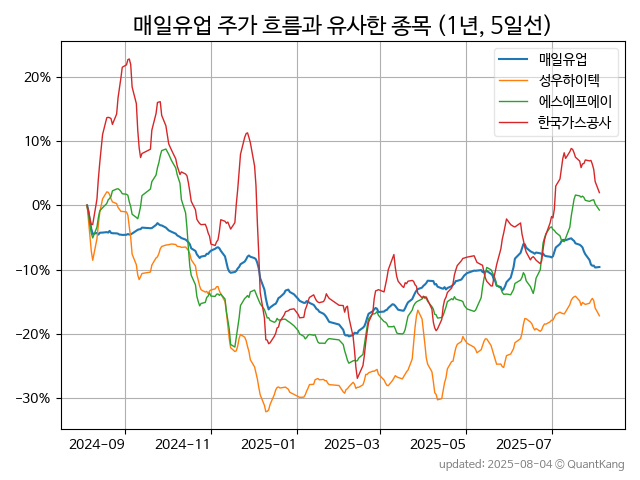 매일유업 주가 흐름과 유사한 종목 (1년, 5일선)
매일유업
성우하이텍
에스에프에이
한국가스공사
20%
10%
0%
−10%
−20%
−30%
2024-09
2024-11
2025-01
2025-03
2025-05
2025-07
updated: 2025-08-04 © QuantKang